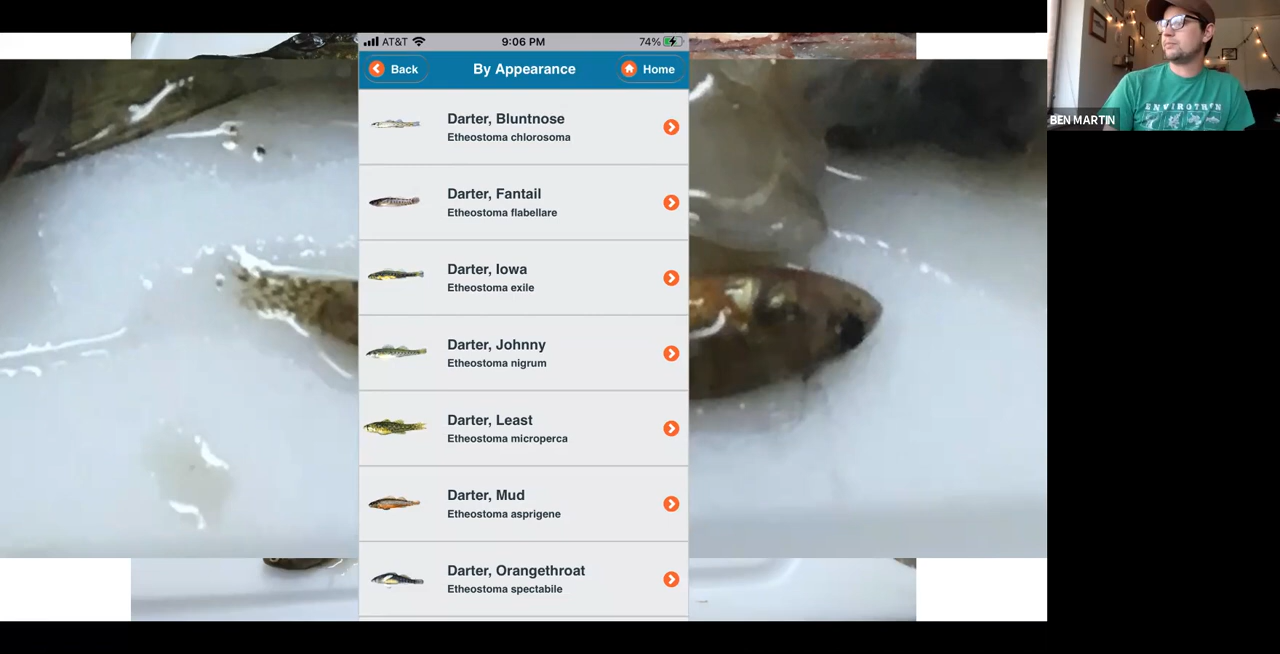 AT&T
9:06 PM
74%
Back
By Appearance
Home
Darter, Bluntnose
Etheostoma chlorosoma
Darter, Fantail
Etheostoma flabellare
Darter, Iowa
Etheostoma exile
Darter, Johnny
Etheostoma nigrum
Darter, Least
Etheostoma microperca
Darter, Mud
Etheostoma asprigene
Darter, Orangethroat
Etheostoma spectabile
ENVIROTHON
BEN MARTIN